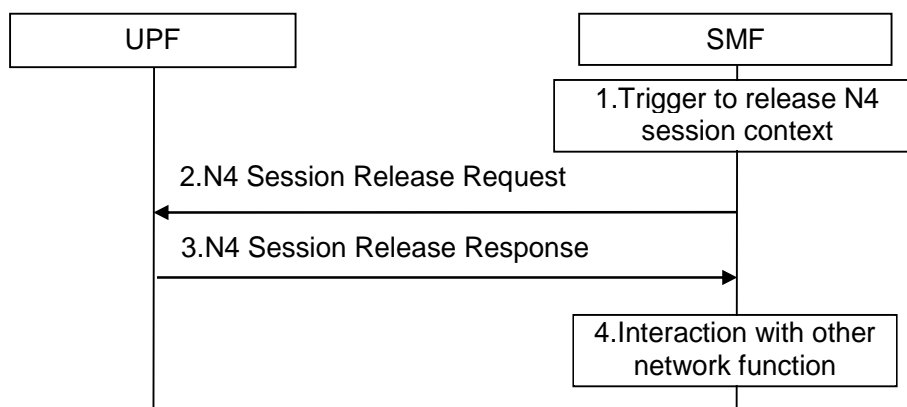 UPF
SMF
1.Trigger to release N4
session context
2.N4 Session Release Request
3.N4 Session Release Response
4.Interaction with other
network function